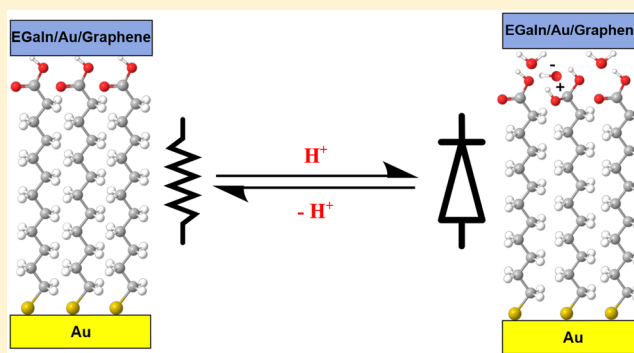 EGaIn/Au/Graphene
EGaIn/Au/Graphen
-
+
H⁺
- H⁺
Au
Au